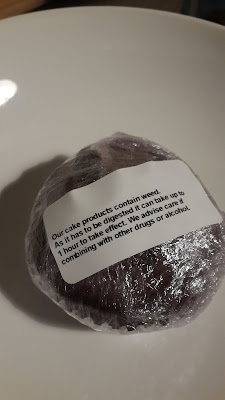 Our cake products contain weed.
As it has to be digested it can take up to
1 hour to take effect. We advise care if
combining with other drugs or alcohol.